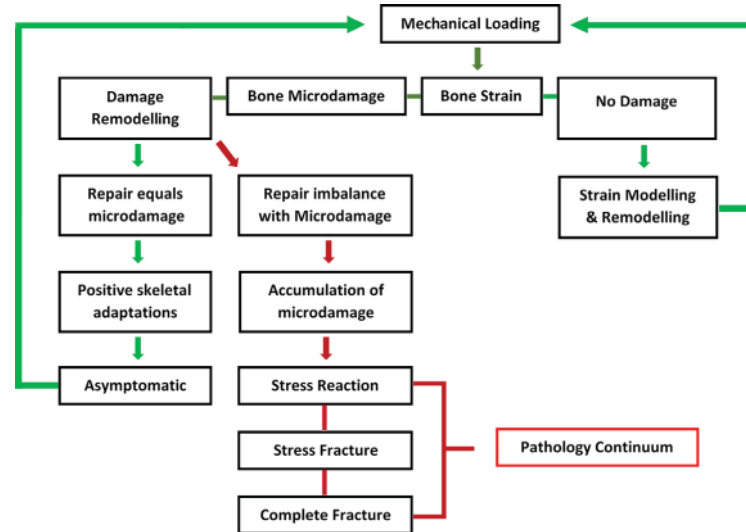 Mechanical Loading
Damage
Remodelling
Bone Microdamage
Bone Strain
No Damage
Repair equals
microdamage
Repair imbalance
with Microdamage
Strain Modelling
& Remodelling
Positive skeletal
adaptations
Accumulation of
microdamage
Asymptomatic
Stress Reaction
Stress Fracture
Pathology Continuum
Complete Fracture